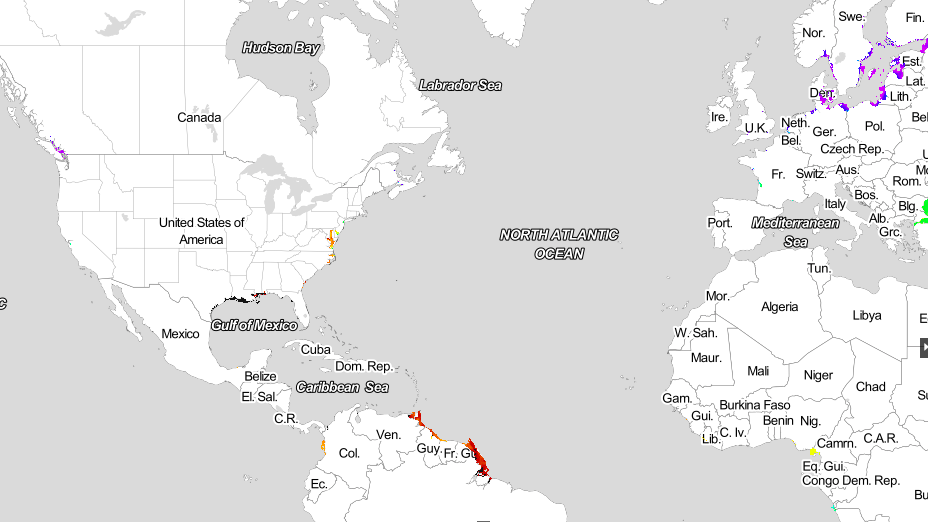 Hudson Bay
Labrador Sea
Canada
United States of
America
Mexico
Gulf of Mexico
Cuba
Dom. Rep.
Belize
El. Sal.
Caribbean Sea
C.R.
Ven.
Col.
Guy.
Fr. Gu
Ec.
NORTH ATLANTIC
OCEAN
Swe.
Fin.
Nor.
Est.
Lat.
Den.
Lith.
Ire.
U.K.
Neth.
Bel.
Ger.
Pol.
Bel
Czech Rep.
Fr.
Switz.
Aus.
Mo
Rom.
Bos.
Italy
Blg.
Alb.
Grc.
Port.
Mediterranean
Sea
Tun.
Mor.
Algeria
Libya
E
W. Sah.
Maur.
Mali
Niger
Chad
Su
Gam.
Gui.
Burkina Faso
Benin
Nig.
Lib.
C. Iv.
Camrn.
C.A.R.
Eq. Gui.
Congo Dem. Rep.
Bu